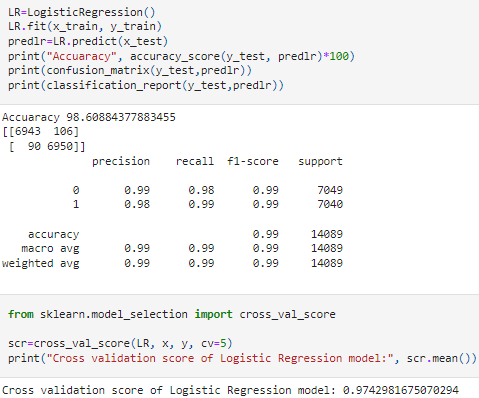 LR=LogisticRegression()
LR.fit(x_train, y_train)
predlr=LR.predict(x_test)
print("Accuaracy", accuracy_score(y_test, predlr)*100)
print(confusion_matrix(y_test,predlr))
print(classification_report(y_test,predlr))
Accuaracy 98.60884377883455
[[6943  106]
 [  90 6950]]
              precision    recall  f1-score   support
           0       0.99      0.98      0.99      7049
           1       0.98      0.99      0.99      7040
    accuracy                           0.99     14089
   macro avg       0.99      0.99      0.99     14089
weighted avg       0.99      0.99      0.99     14089
from sklearn.model_selection import cross_val_score
scr=cross_val_score(LR, x, y, cv=5)
print("Cross validation score of Logistic Regression model:", scr.mean())
Cross validation score of Logistic Regression model: 0.9742981675070294